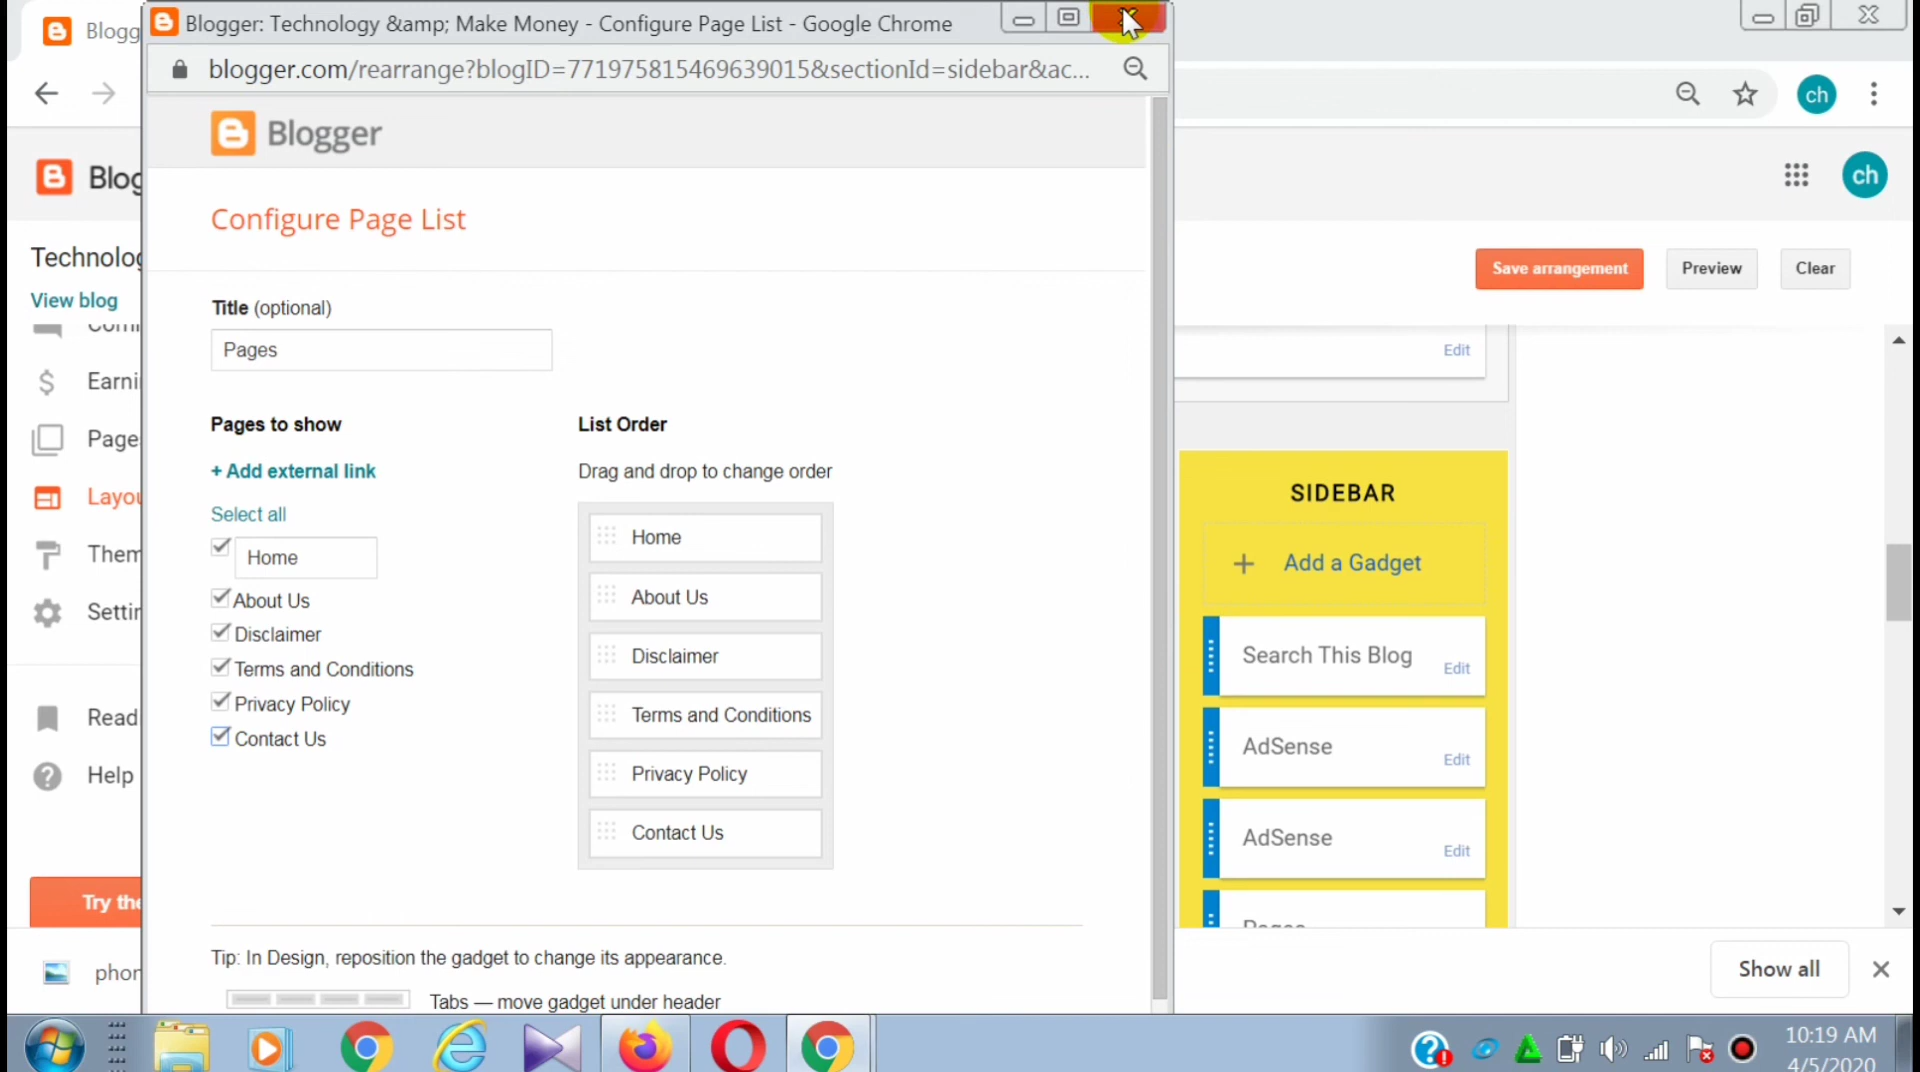 Blogg
Blogger: Technology &amp; Make Money - Configure Page List - Google Chrome
blogger.com/rearrange?blogID=771975815469639015&sectionId=sidebar&ac...
ch
Blog
Blogger
ch
Configure Page List
Technolog
View blog
Save arrangement
Preview
Clear
Title (optional)
Pages
Edit
Earni
Page
Layou
Them
Settin
Read
Help
Try the
phon
Pages to show
+ Add external link
Select all
Home
About Us
Disclaimer
Terms and Conditions
Privacy Policy
Contact Us
List Order
Drag and drop to change order
Home
About Us
Disclaimer
Terms and Conditions
Privacy Policy
Contact Us
SIDEBAR
+ Add a Gadget
Search This Blog
Edit
AdSense
Edit
AdSense
Edit
Pages
Tip: In Design, reposition the gadget to change its appearance.
Tabs — move gadget under header
Show all
10:19 AM
4/5/2020